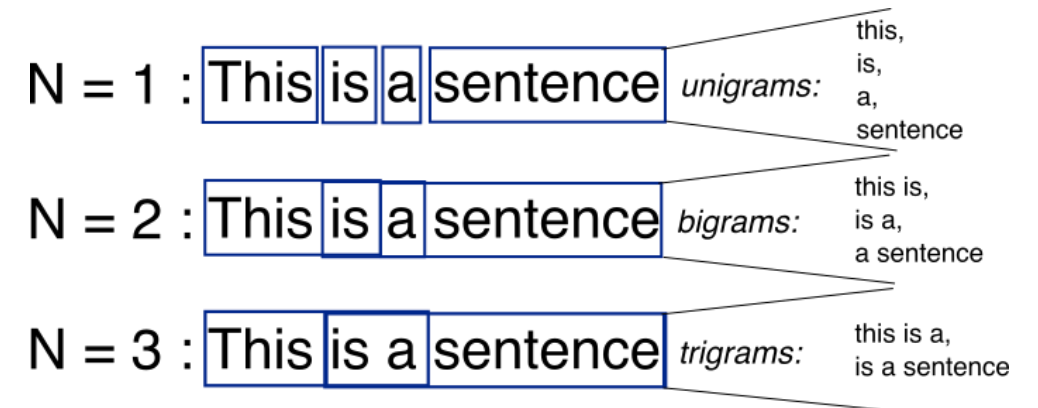 N = 1 : This is a sentence unigrams:
this,
is,
a,
sentence
N = 2 : This is a sentence bigrams:
this is,
is a,
a sentence
N = 3 : This is a sentence trigrams:
this is a,
is a sentence